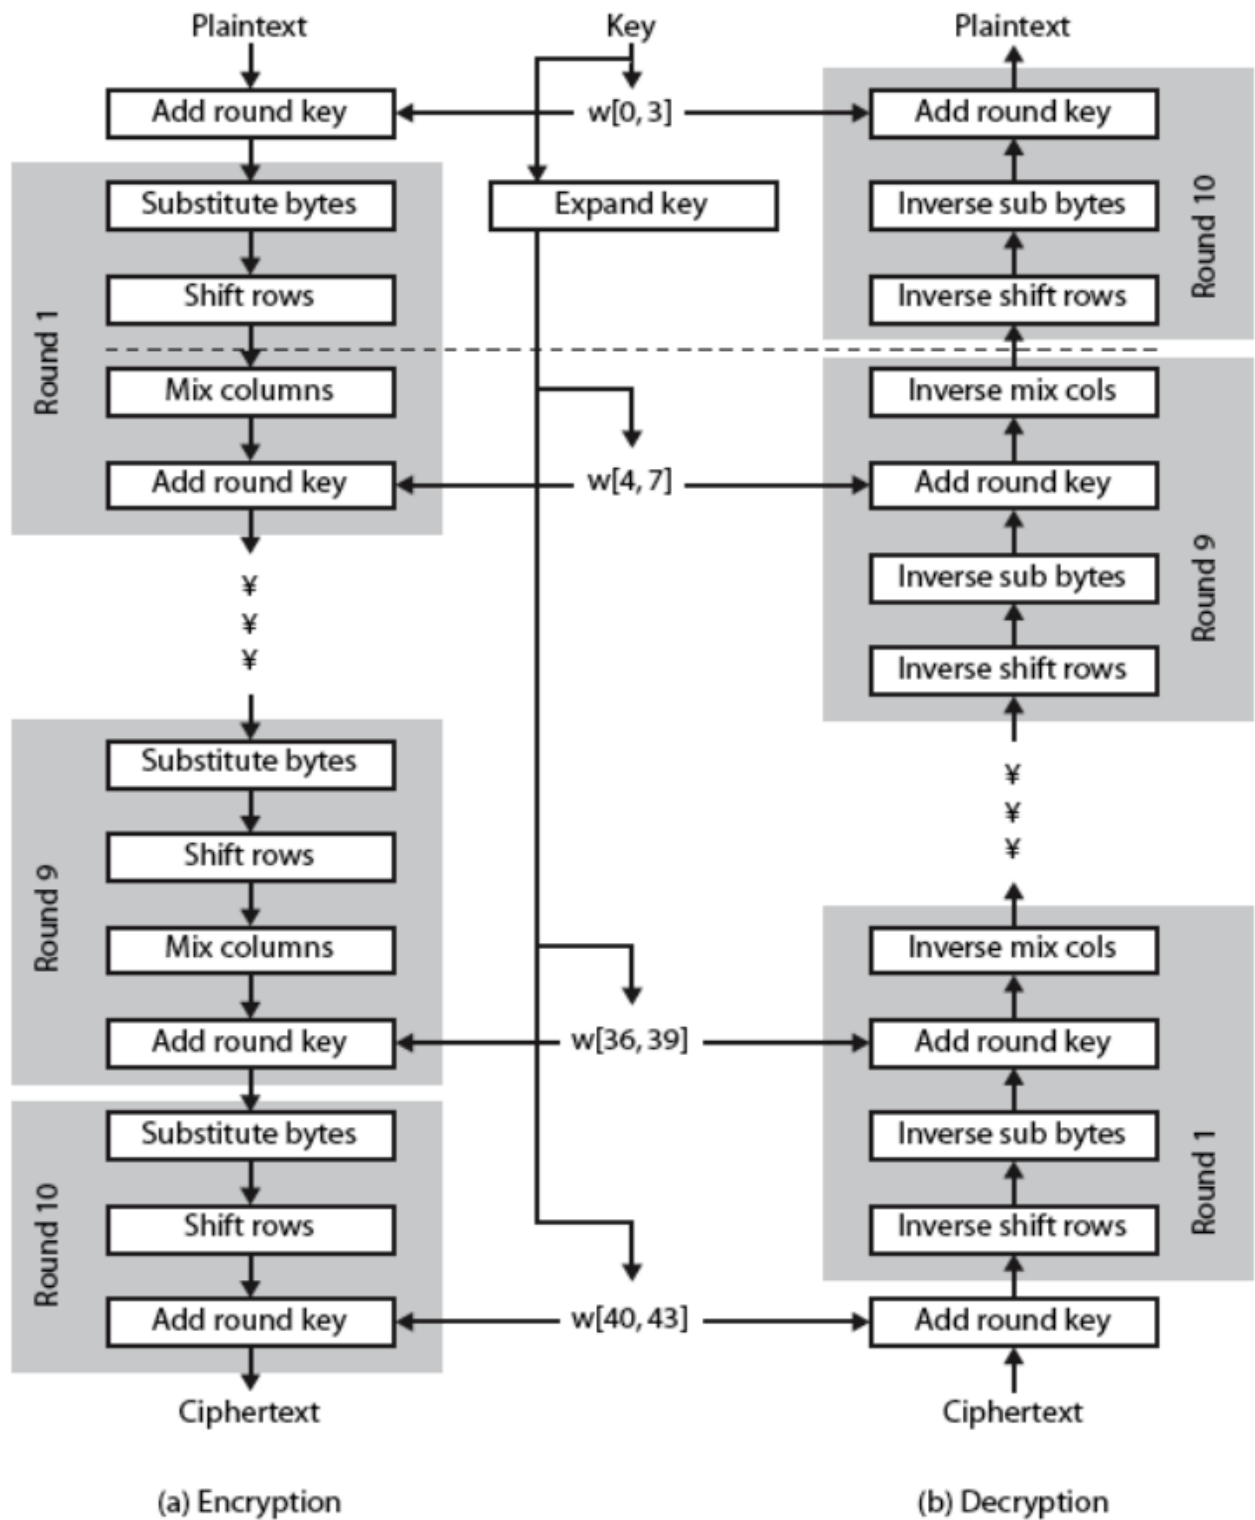 Plaintext
Add round key
Substitute bytes
Shift rows
Mix columns
Add round key
Round 1
¥
¥
¥
Substitute bytes
Shift rows
Mix columns
Add round key
Round 9
Substitute bytes
Shift rows
Add round key
Round 10
Ciphertext
(a) Encryption
Key
w[0, 3]
Expand key
w[4, 7]
w[36, 39]
w[40, 43]
Plaintext
Add round key
Inverse sub bytes
Inverse shift rows
Round 10
Inverse mix cols
Add round key
Inverse sub bytes
Inverse shift rows
Round 9
¥
¥
¥
Inverse mix cols
Add round key
Inverse sub bytes
Inverse shift rows
Round 1
Add round key
Ciphertext
(b) Decryption